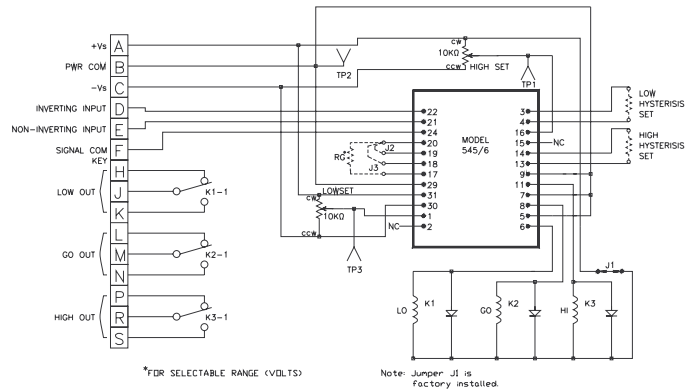 +Vs A
PWR COM B
-Vs C
INVERTING INPUT D
NON-INVERTING INPUT E
SIGNAL COM F
KEY
H
LOW OUT J K1-1
K
L
GO OUT M K2-1
N
P
HIGH OUT R K3-1
S
TP2
CW
10KΩ
CCW HIGH SET
TP1
MODEL
545/6
22
21
24
20
19
18
17
29
31
30
1
2
3
4
16
15
14
13
9
11
7
8
5
6
NC
LOW
HYSTERISIS
SET
HIGH
HYSTERISIS
SET
RG*
J2
J3
LOWSET
CW
10KΩ
CCW
NC
TP3
J1
LO K1
GO K2
HI K3
*FOR SELECTABLE RANGE (VOLTS)
Note: Jumper J1 is
factory installed.